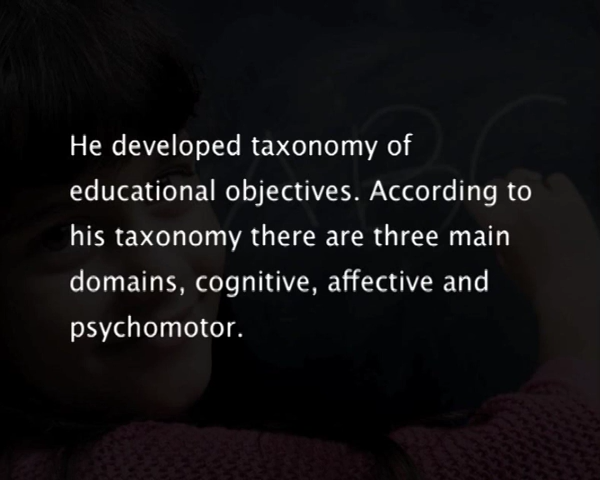 ABC
He developed taxonomy of
educational objectives. According to
his taxonomy there are three main
domains, cognitive, affective and
psychomotor.